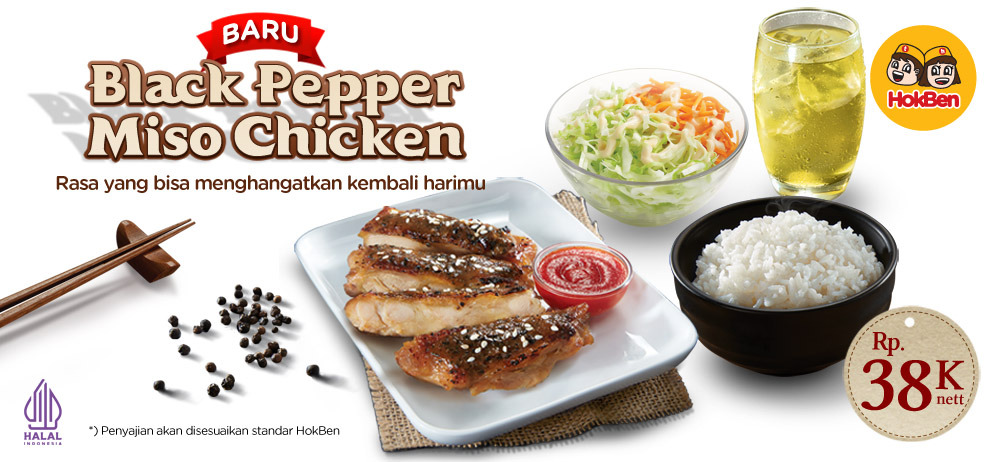 BARU
Black Pepper
Miso Chicken
Rasa yang bisa menghangatkan kembali harimu
HokBen
Rp.
38K
nett
HALAL
INDONESIA
*) Penyajian akan disesuaikan standar HokBen